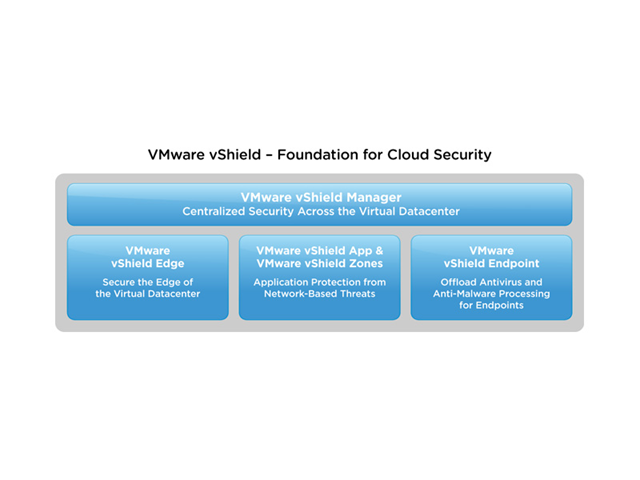 VMware vShield – Foundation for Cloud Security
VMware vShield Manager
Centralized Security Across the Virtual Datacenter
VMware
vShield Edge
Secure the Edge of
the Virtual Datacenter
VMware vShield App &
VMware vShield Zones
Application Protection from
Network-Based Threats
VMware
vShield Endpoint
Offload Antivirus and
Anti-Malware Processing
for Endpoints